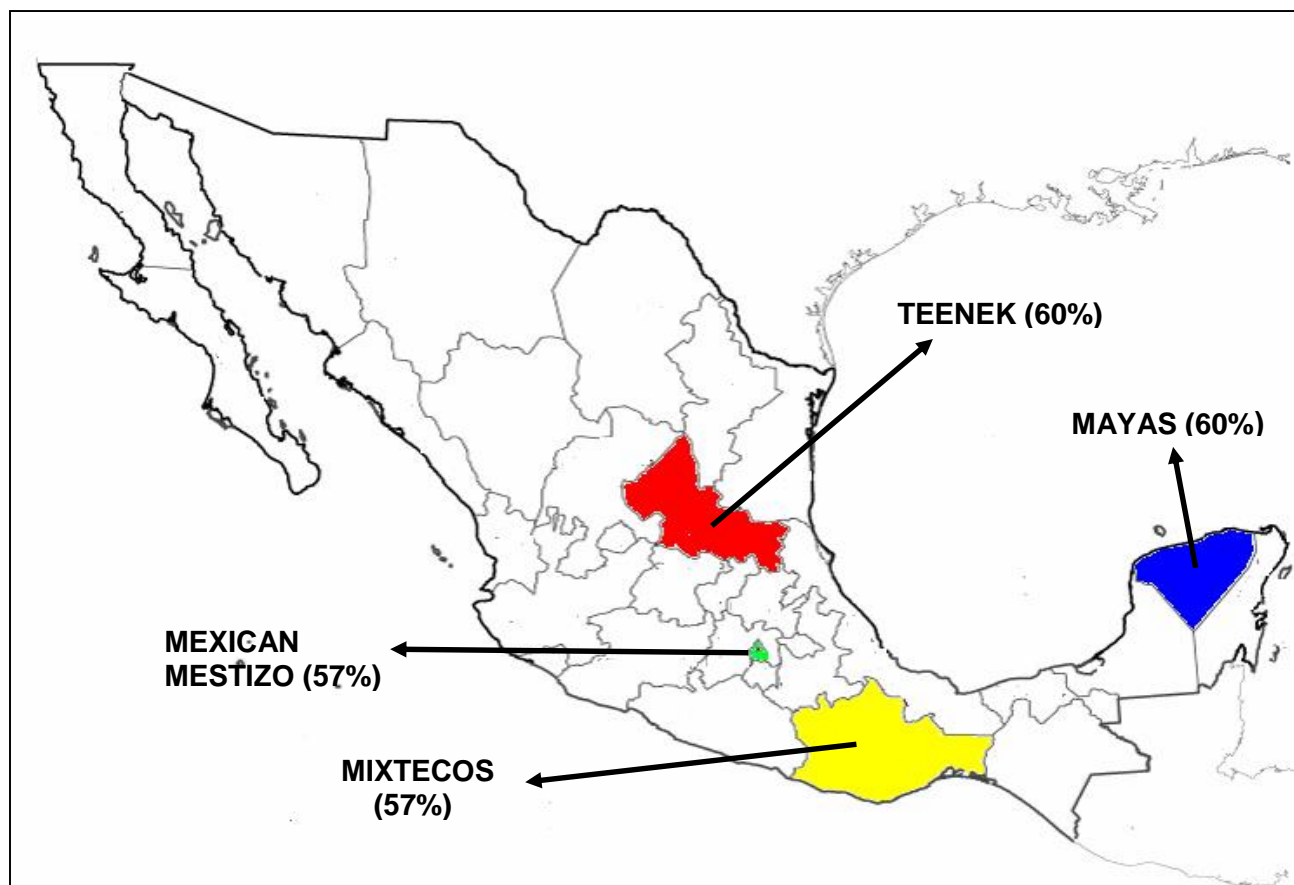 TEENEK (60%)
MAYAS (60%)
MEXICAN
MESTIZO (57%)
MIXTECOS
(57%)